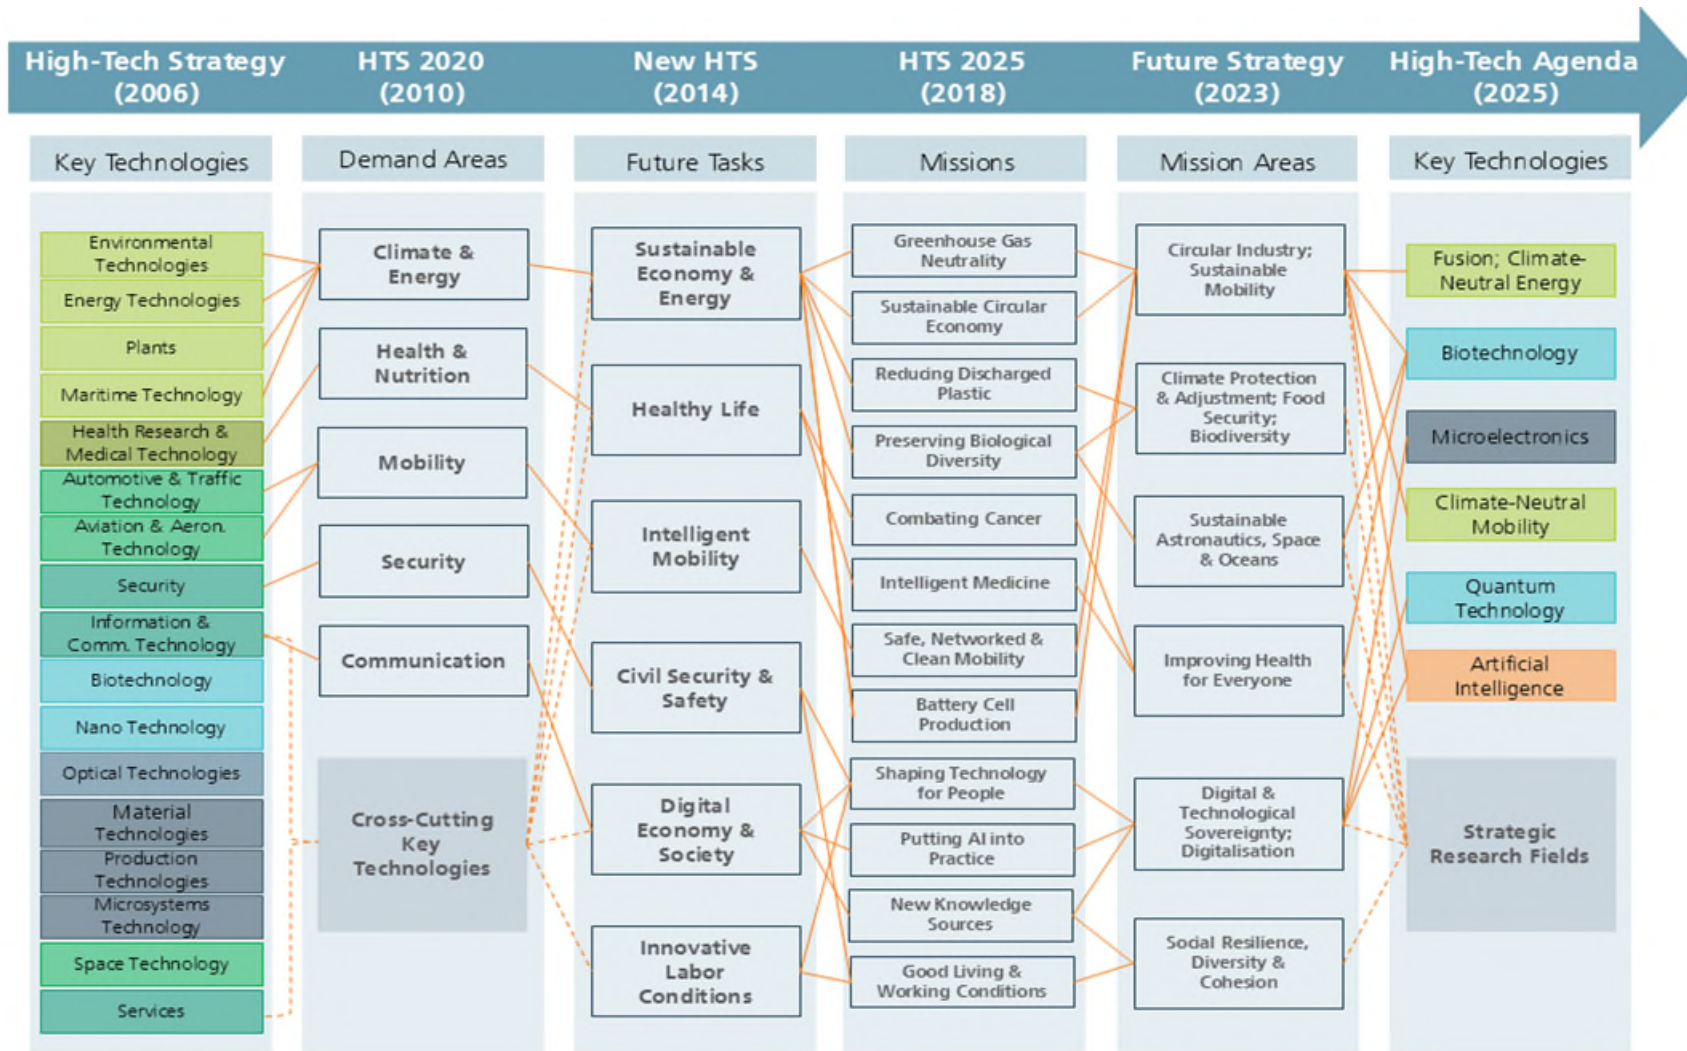 High-Tech Strategy
(2006)
HTS 2020
(2010)
New HTS
(2014)
HTS 2025
(2018)
Future Strategy
(2023)
High-Tech Agenda
(2025)
Key Technologies
Demand Areas
Future Tasks
Missions
Mission Areas
Key Technologies
Environmental
Technologies
Energy Technologies
Plants
Maritime Technology
Health Research &
Medical Technology
Automotive & Traffic
Technology
Aviation & Aeron.
Technology
Security
Information &
Comm. Technology
Biotechnology
Nano Technology
Optical Technologies
Material
Technologies
Production
Technologies
Microsystems
Technology
Space Technology
Services
Climate &
Energy
Health &
Nutrition
Mobility
Security
Communication
Cross-Cutting
Key
Technologies
Sustainable
Economy &
Energy
Healthy Life
Intelligent
Mobility
Civil Security &
Safety
Digital
Economy &
Society
Innovative
Labor
Conditions
Greenhouse Gas
Neutrality
Sustainable Circular
Economy
Reducing Discharged
Plastic
Preserving Biological
Diversity
Combating Cancer
Intelligent Medicine
Safe, Networked &
Clean Mobility
Battery Cell
Production
Shaping Technology
for People
Putting AI into
Practice
New Knowledge
Sources
Good Living &
Working Conditions
Circular Industry;
Sustainable
Mobility
Climate Protection
& Adjustment; Food
Security;
Biodiversity
Sustainable
Astronautics, Space
& Oceans
Improving Health
for Everyone
Digital &
Technological
Sovereignty;
Digitalisation
Social Resilience,
Diversity &
Cohesion
Fusion; Climate-
Neutral Energy
Biotechnology
Microelectronics
Climate-Neutral
Mobility
Quantum
Technology
Artificial
Intelligence
Strategic
Research Fields